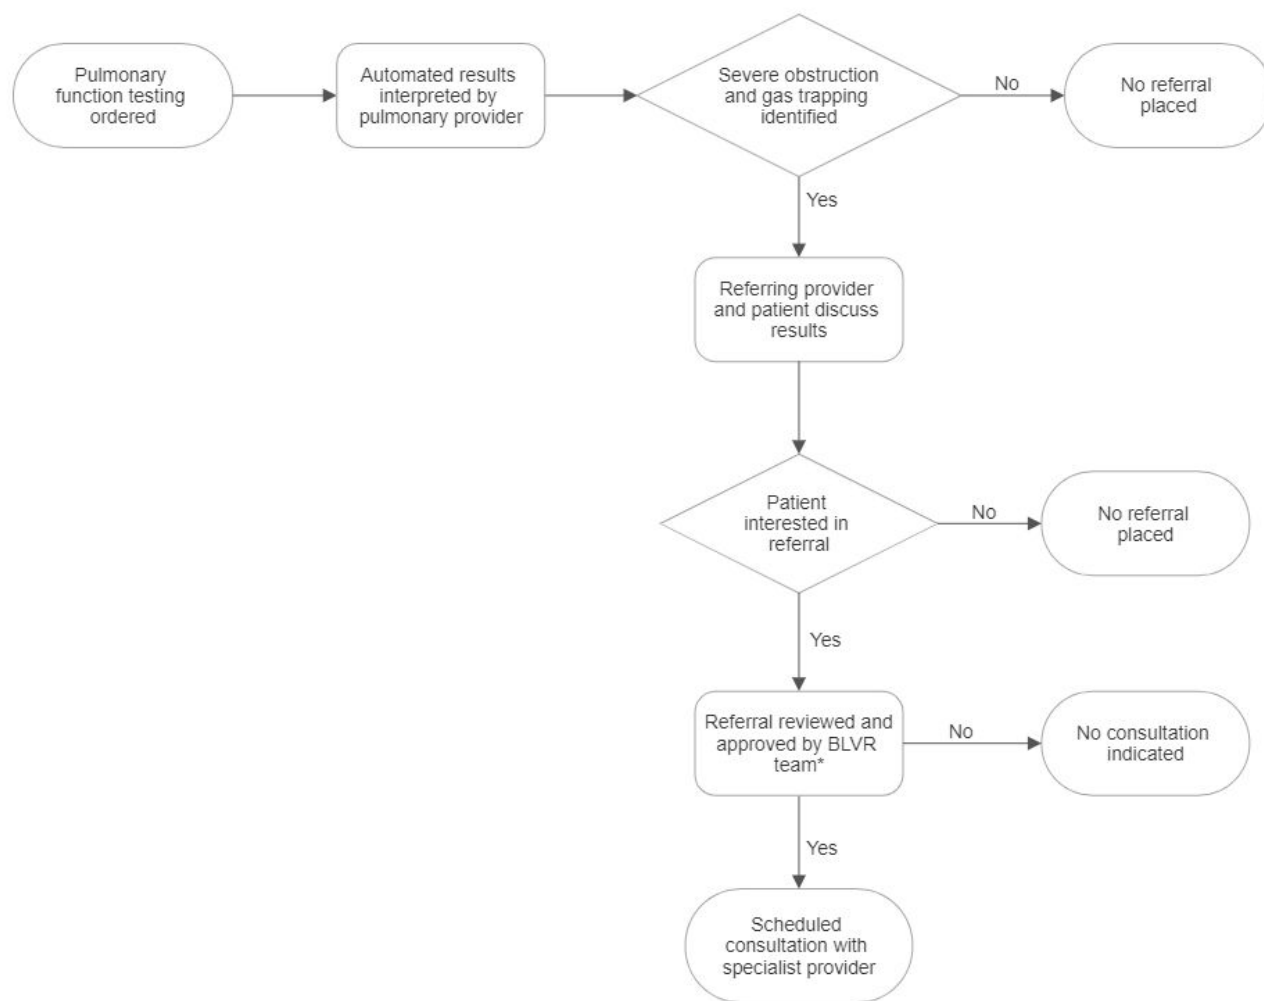 Pulmonary
function testing
ordered
Automated results
interpreted by
pulmonary provider
Severe obstruction
and gas trapping
identified
No
No referral
placed
Yes
Referring provider
and patient discuss
results
Patient
interested in
referral
No
No referral
placed
Yes
Referral reviewed and
approved by BLVR
team*
No
No consultation
indicated
Yes
Scheduled
consultation with
specialist provider